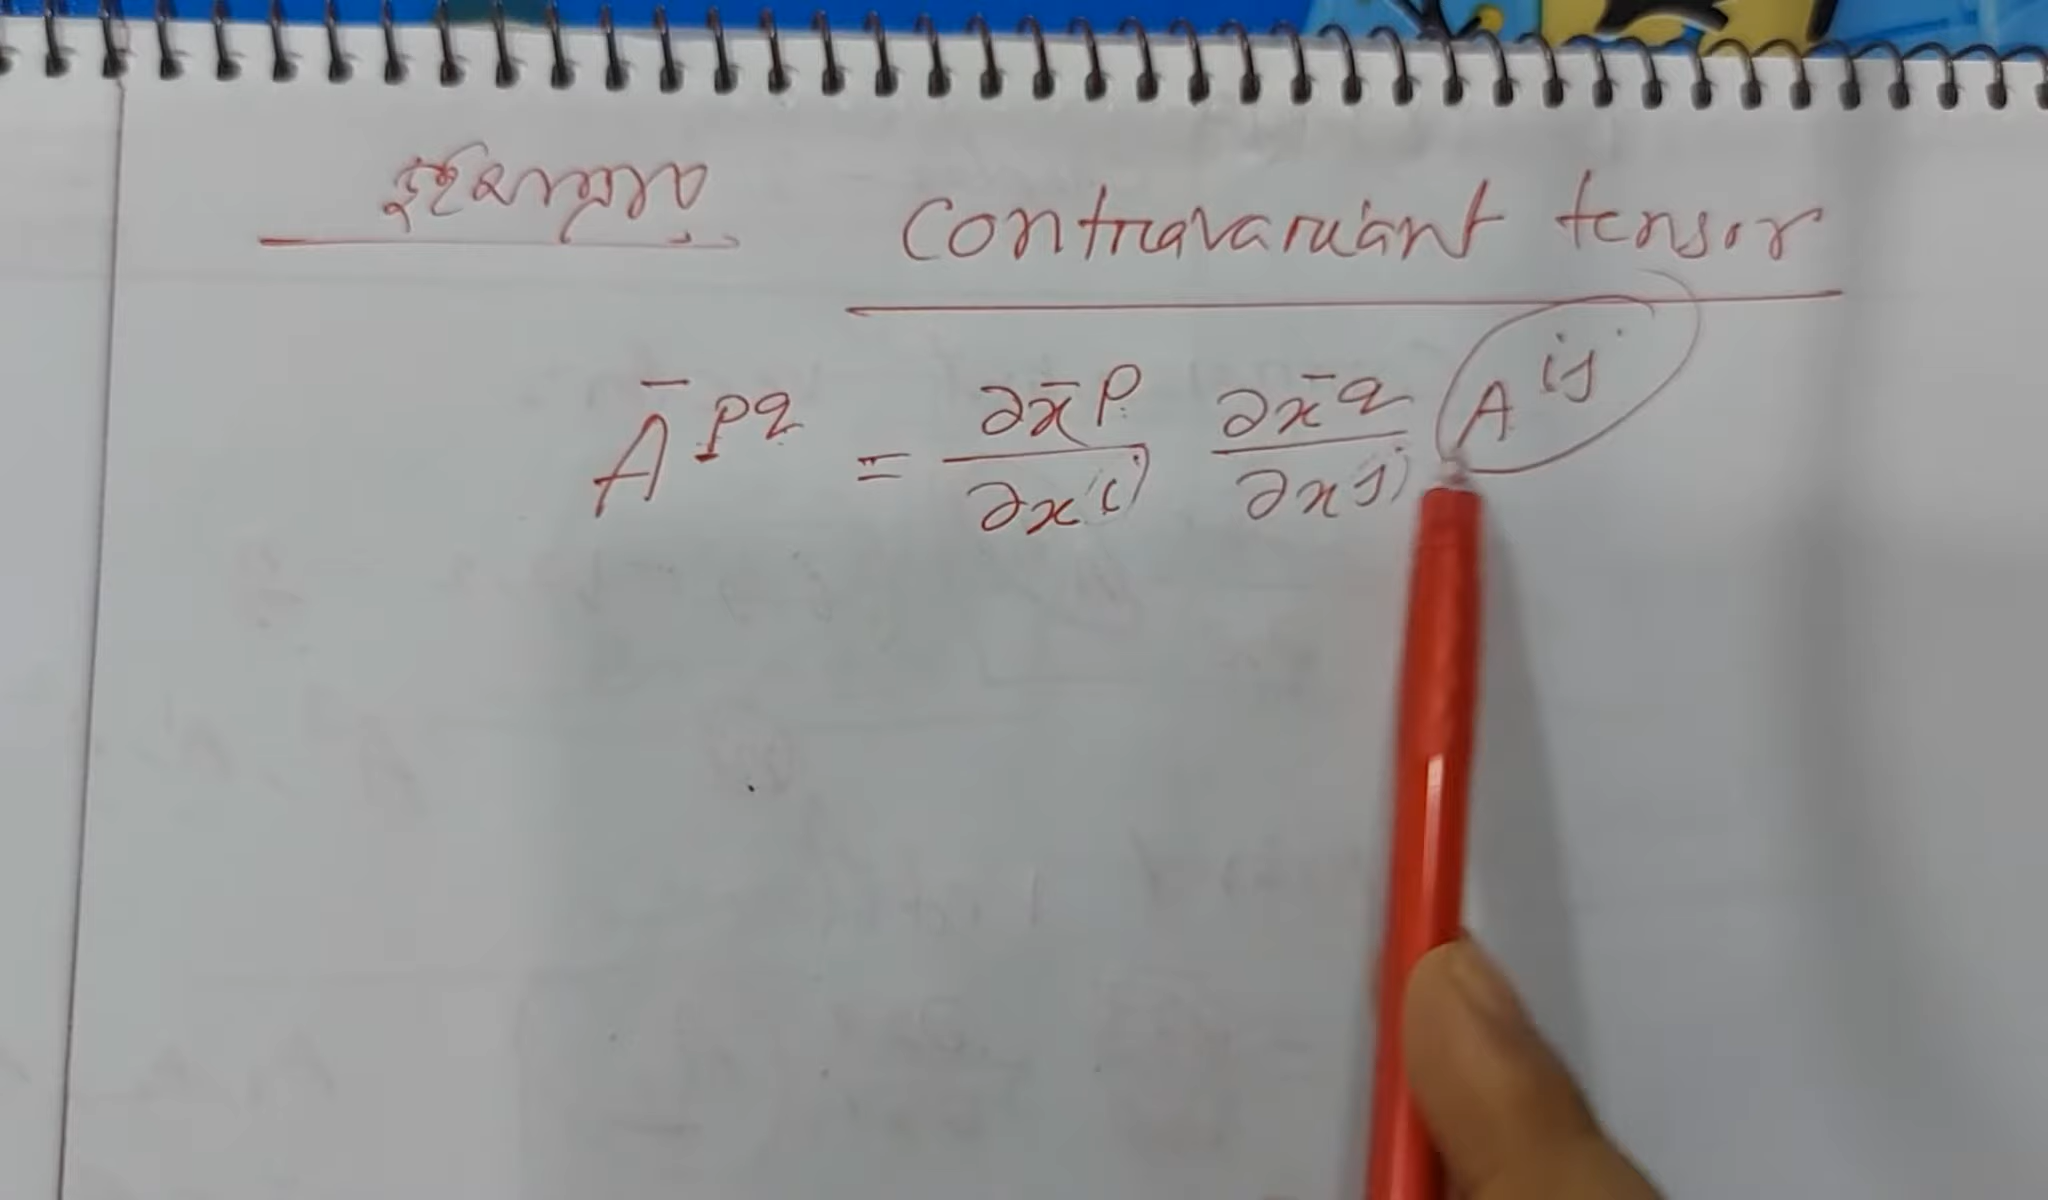 contravariant tensor
Ā^{pq} = ∂x̄^p/∂x^i ∂x̄^q/∂x^j A^{ij}